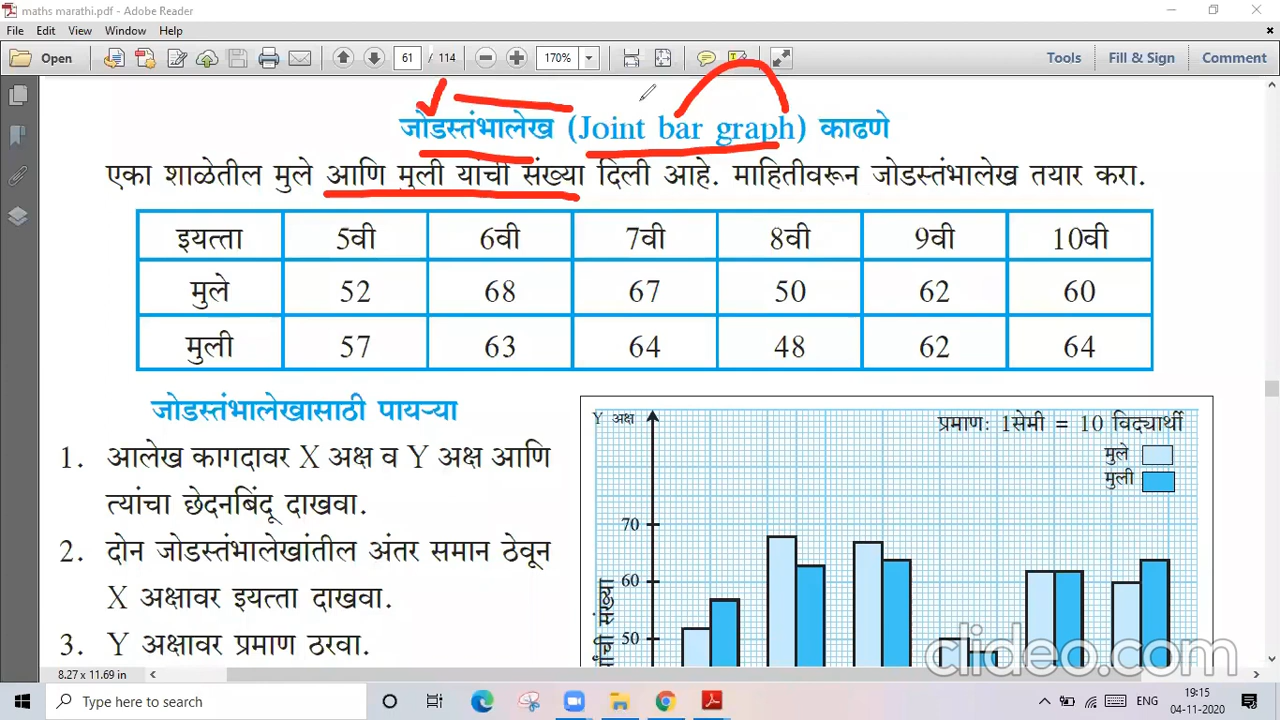 maths marathi.pdf - Adobe Reader
File Edit View Window Help
Open 61 / 114 170% Tools Fill & Sign Comment
जोडस्तंभालेख (Joint bar graph) काढणे
एका शाळेतील मुले आणि मुली यांची संख्या दिली आहे. माहितीवरून जोडस्तंभालेख तयार करा.
इयत्ता 5वी 6वी 7वी 8वी 9वी 10वी
मुले 52 68 67 50 62 60
मुली 57 63 64 48 62 64
जोडस्तंभालेखासाठी पायऱ्या
1. आलेख कागदावर X अक्ष व Y अक्ष आणि
त्यांचा छेदनबिंदू दाखवा.
2. दोन जोडस्तंभालेखांतील अंतर समान ठेवून
X अक्षावर इयत्ता दाखवा.
3. Y अक्षावर प्रमाण ठरवा.
Y अक्ष
प्रमाण: 1सेमी = 10 विद्यार्थी
मुले
मुली
70
60
50
संख्या
clideo.com
8.27 x 11.69 in
Type here to search
ENG
19:15
04-11-2020